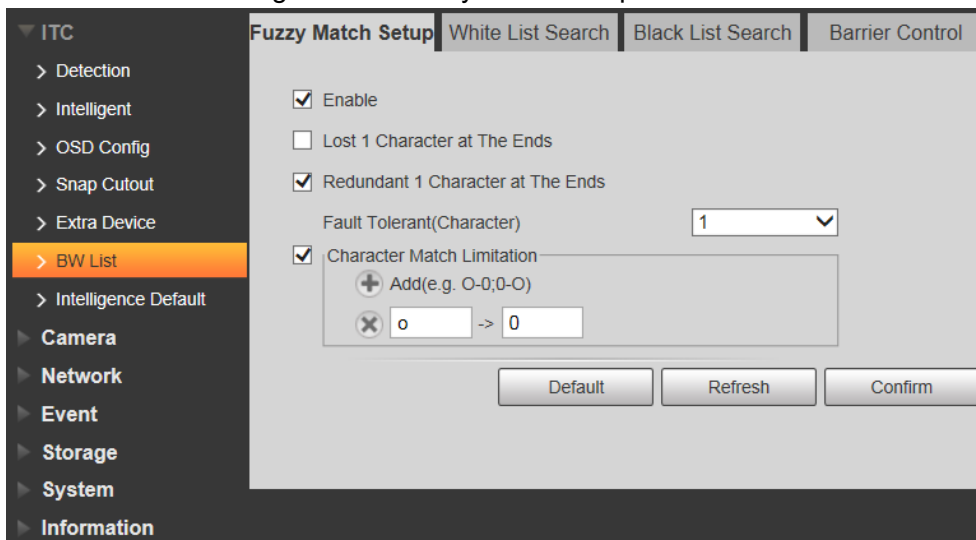 ITC
Detection
Intelligent
OSD Config
Snap Cutout
Extra Device
BW List
Intelligence Default
Camera
Network
Event
Storage
System
Information
Fuzzy Match Setup White List Search Black List Search Barrier Control
Enable
Lost 1 Character at The Ends
Redundant 1 Character at The Ends
Fault Tolerant(Character) 1
Character Match Limitation
Add(e.g. O-0;0-O)
o -> 0
Default Refresh Confirm